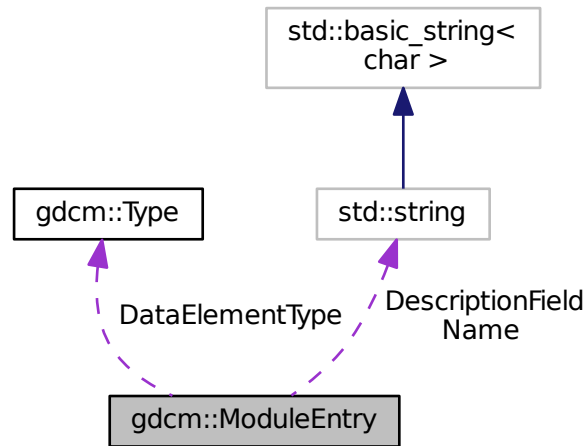 std::basic_string<
char >
gdcm::Type
std::string
DataElementType
DescriptionField
Name
gdcm::ModuleEntry